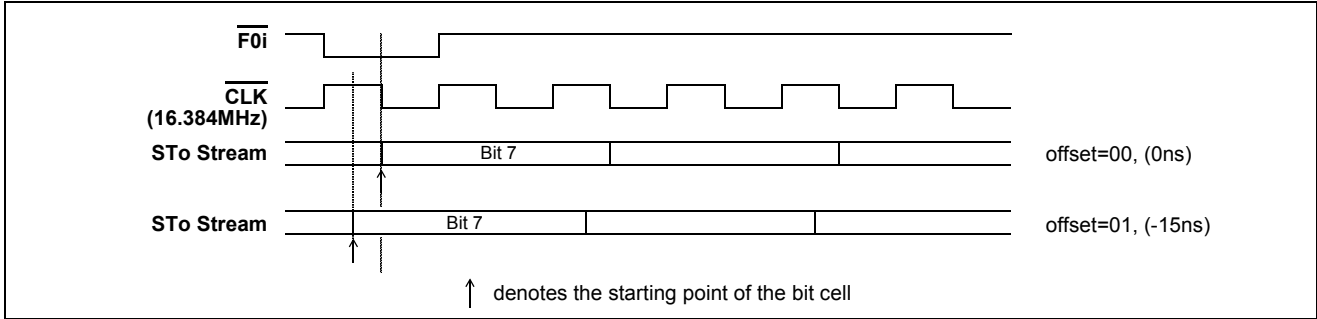 F0i
CLK
(16.384MHz)
STo Stream Bit 7 offset=00, (0ns)
STo Stream Bit 7 offset=01, (-15ns)
denotes the starting point of the bit cell